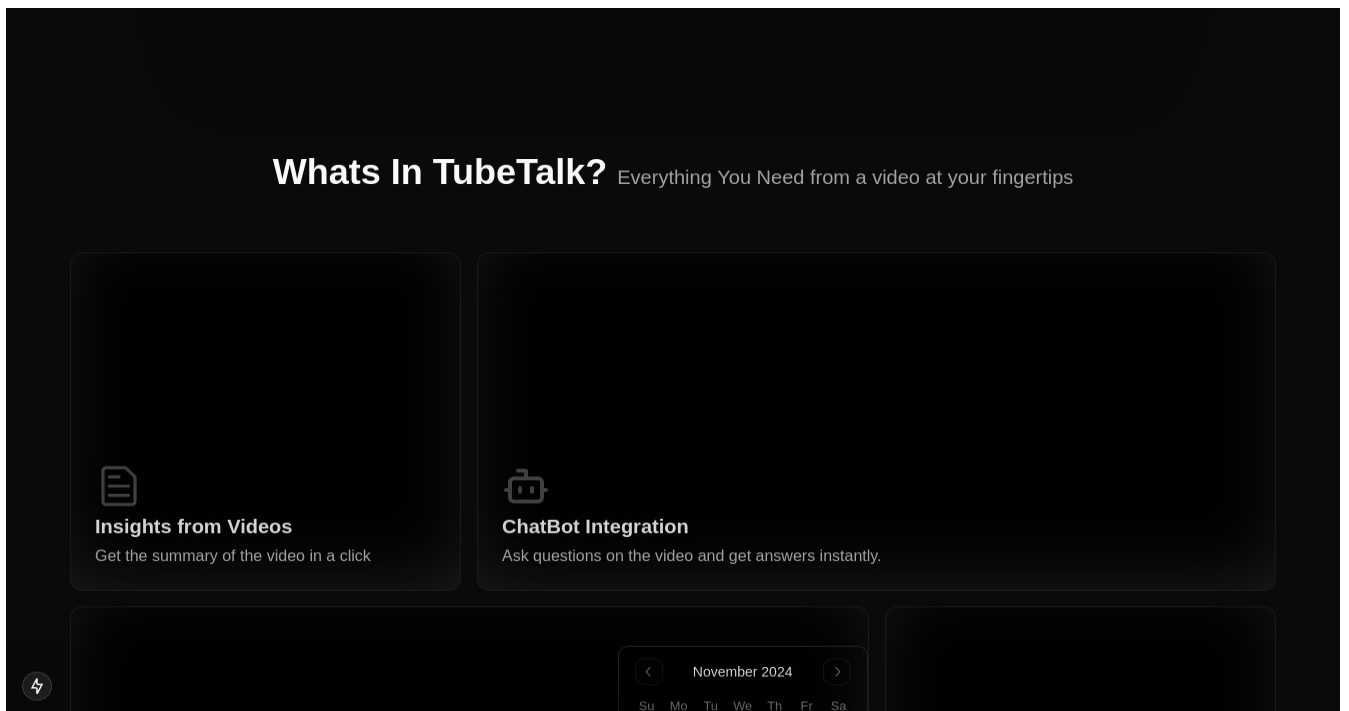 Whats In TubeTalk? Everything You Need from a video at your fingertips
Insights from Videos
Get the summary of the video in a click
ChatBot Integration
Ask questions on the video and get answers instantly.
November 2024
Su Mo Tu We Th Fr Sa